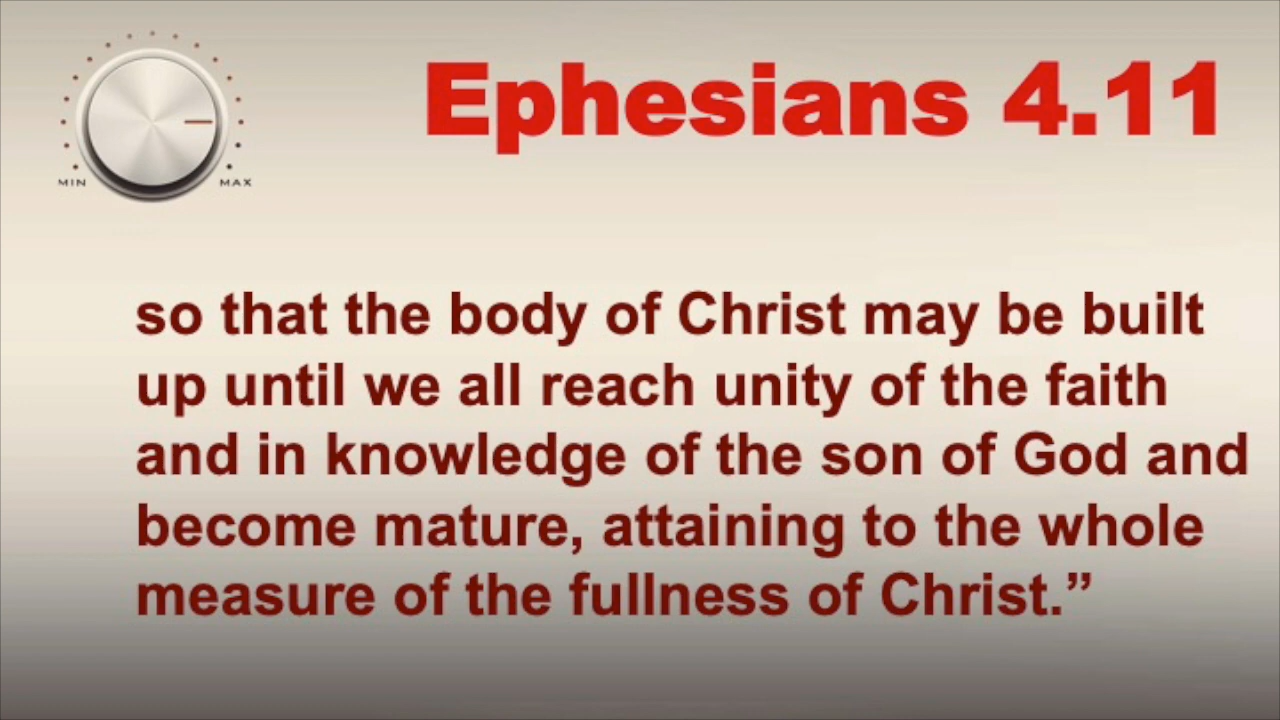 Ephesians 4.11
MIN MAX
so that the body of Christ may be built
up until we all reach unity of the faith
and in knowledge of the son of God and
become mature, attaining to the whole
measure of the fullness of Christ.”